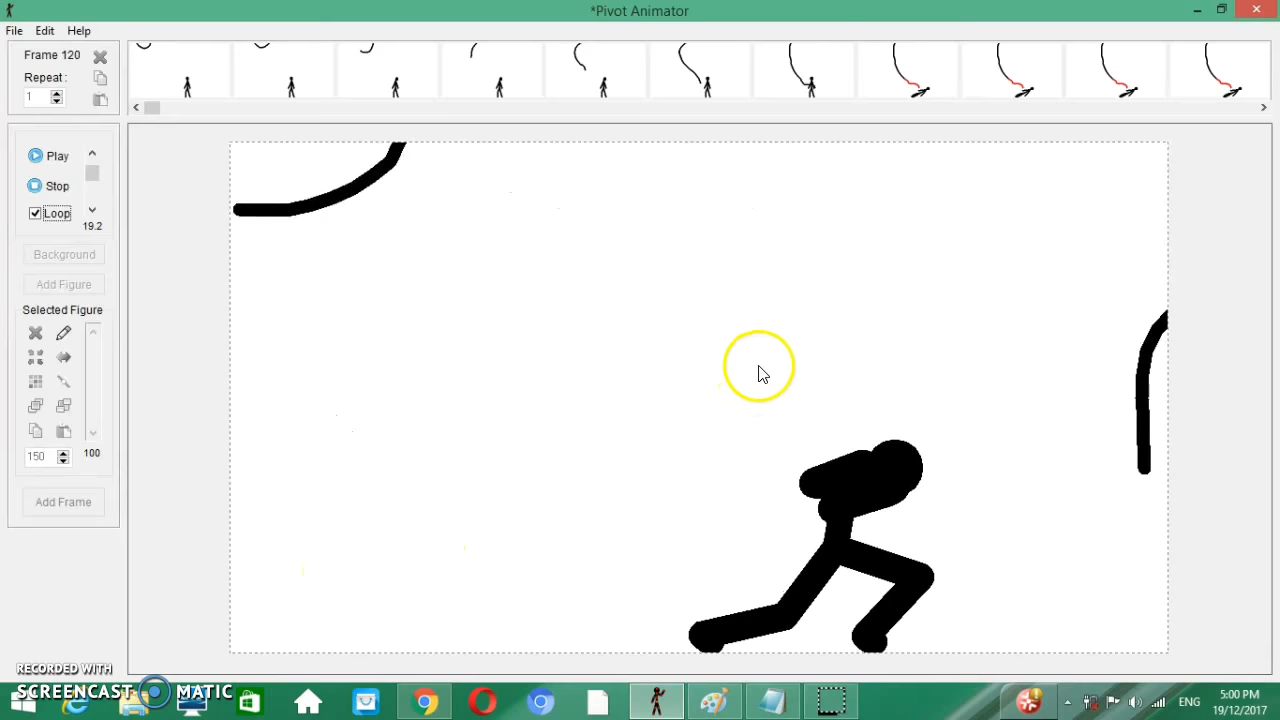 *Pivot Animator
File Edit Help
Frame 120
Repeat :
1
Play
Stop
Loop
19.2
Background
Add Figure
Selected Figure
150
100
Add Frame
RECORDED WITH
SCREENCAST MATIC
ENG
5:00 PM
19/12/2017